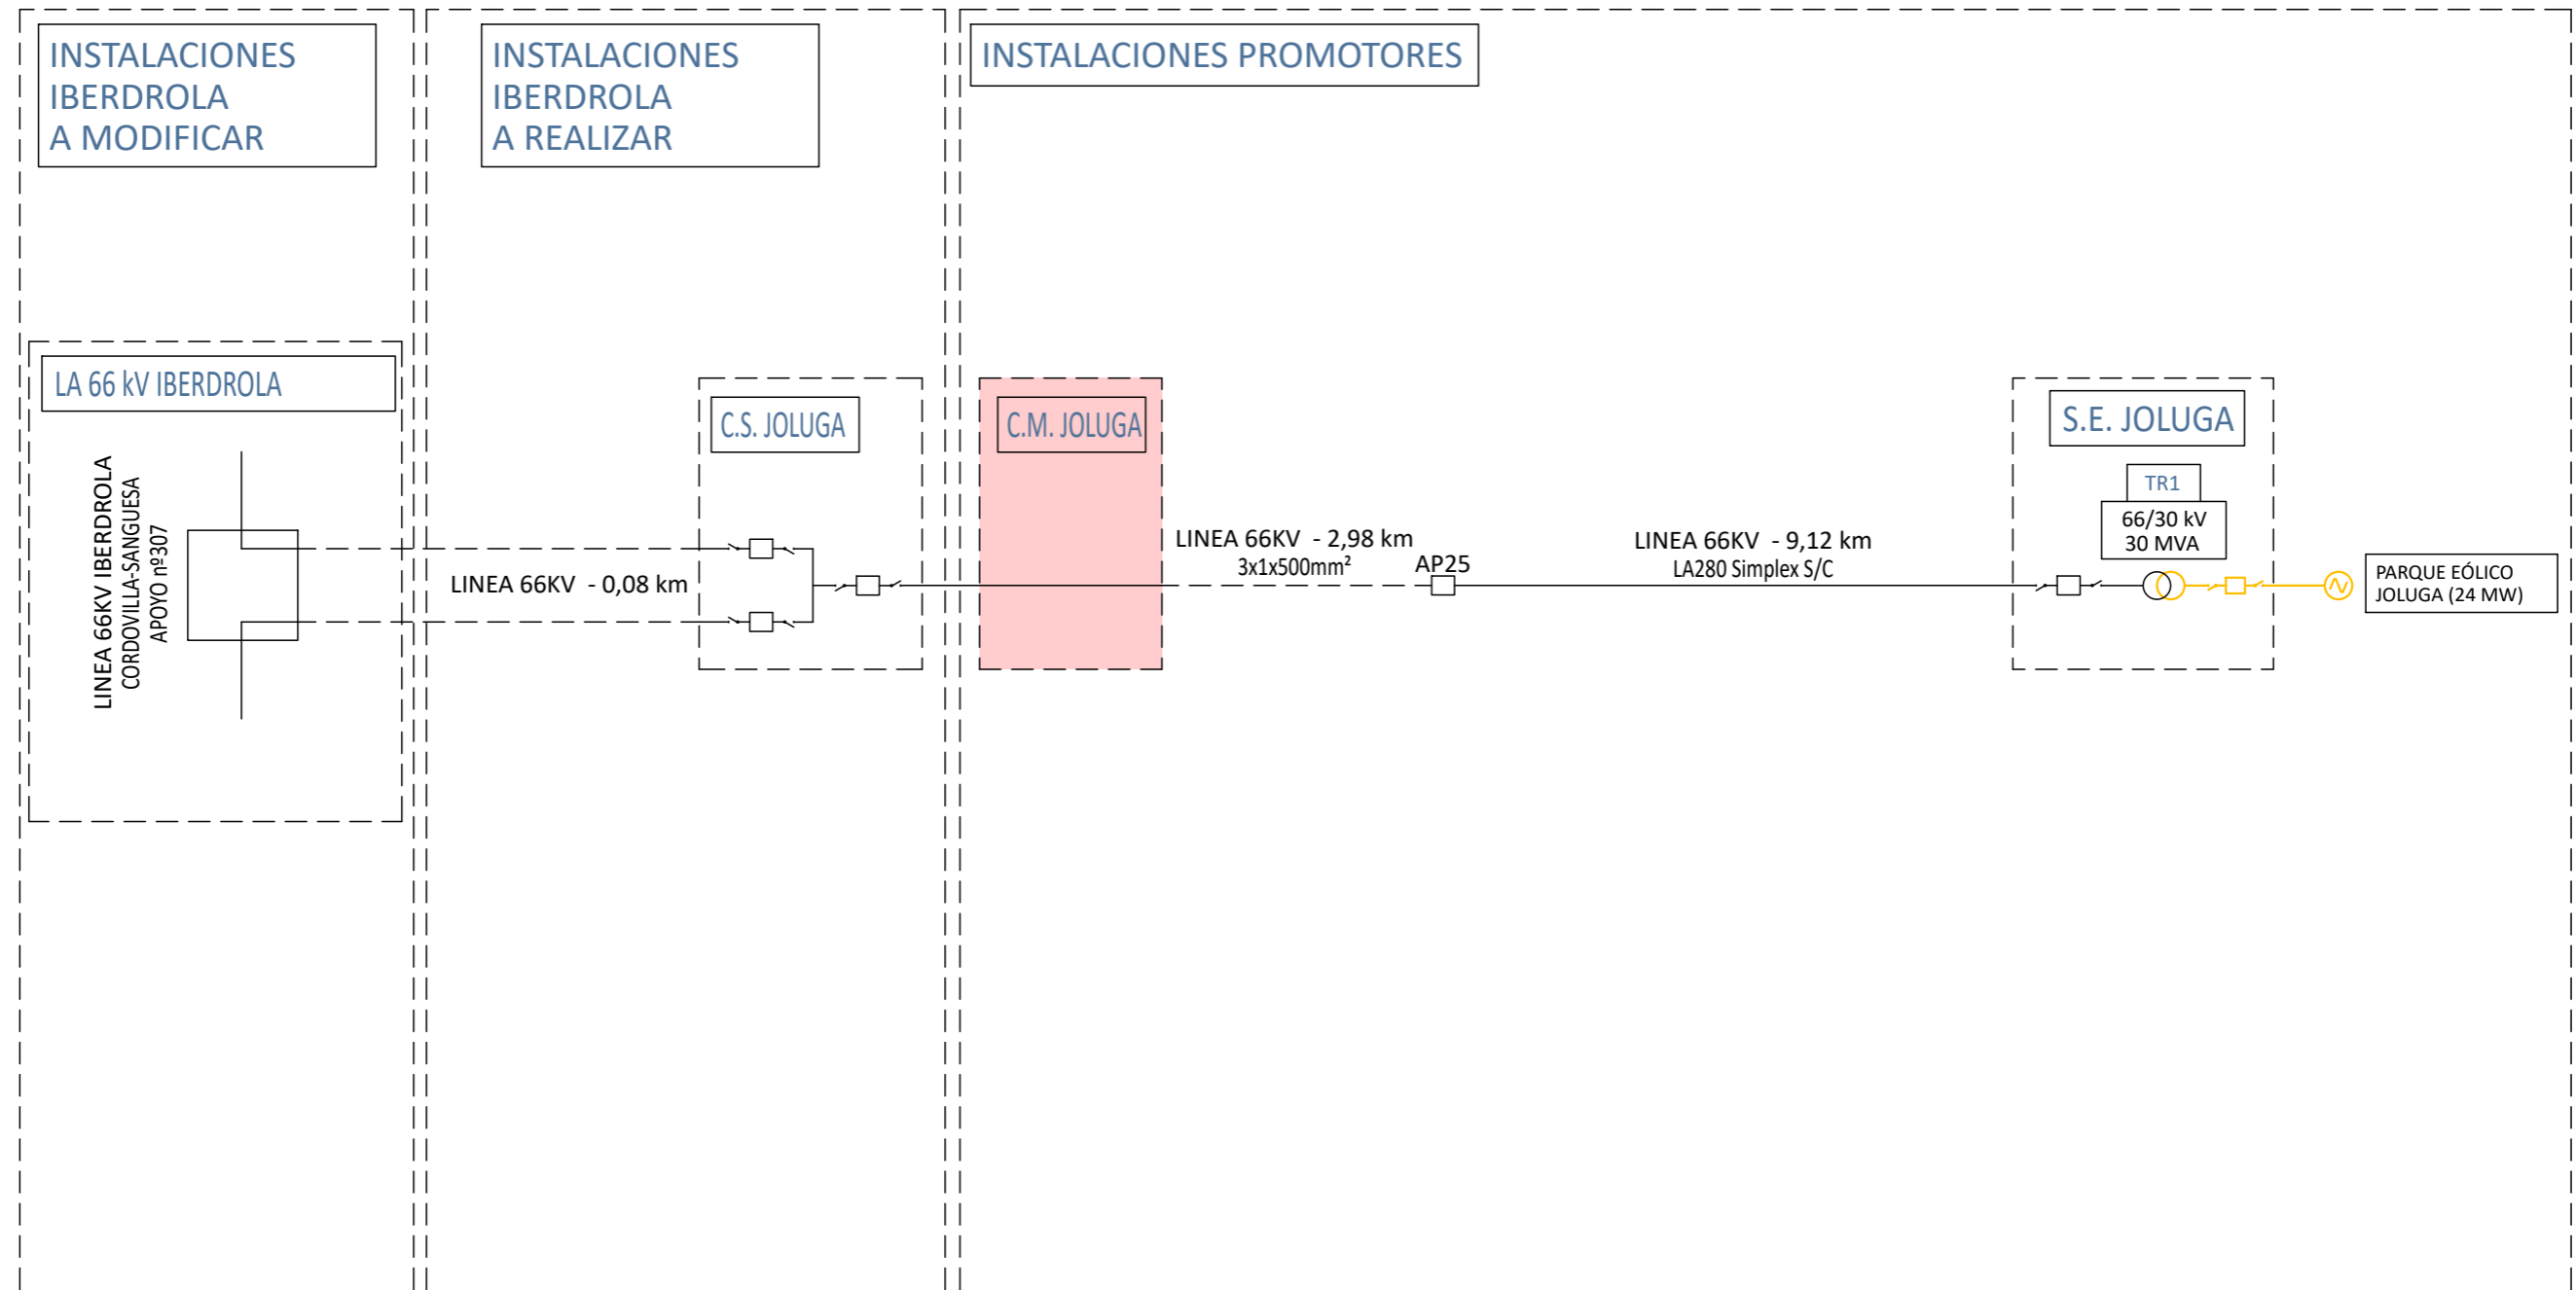 INSTALACIONES
IBERDROLA
A MODIFICAR
INSTALACIONES
IBERDROLA
A REALIZAR
INSTALACIONES PROMOTORES
LA 66 kV IBERDROLA
LINEA 66KV IBERDROLA
CORDOVILLA-SANGUESA
APOYO nº307
LINEA 66KV - 0,08 km
C.S. JOLUGA
C.M. JOLUGA
LINEA 66KV - 2,98 km
3x1x500mm²
AP25
LINEA 66KV - 9,12 km
LA280 Simplex S/C
S.E. JOLUGA
TR1
66/30 kV
30 MVA
PARQUE EÓLICO
JOLUGA (24 MW)